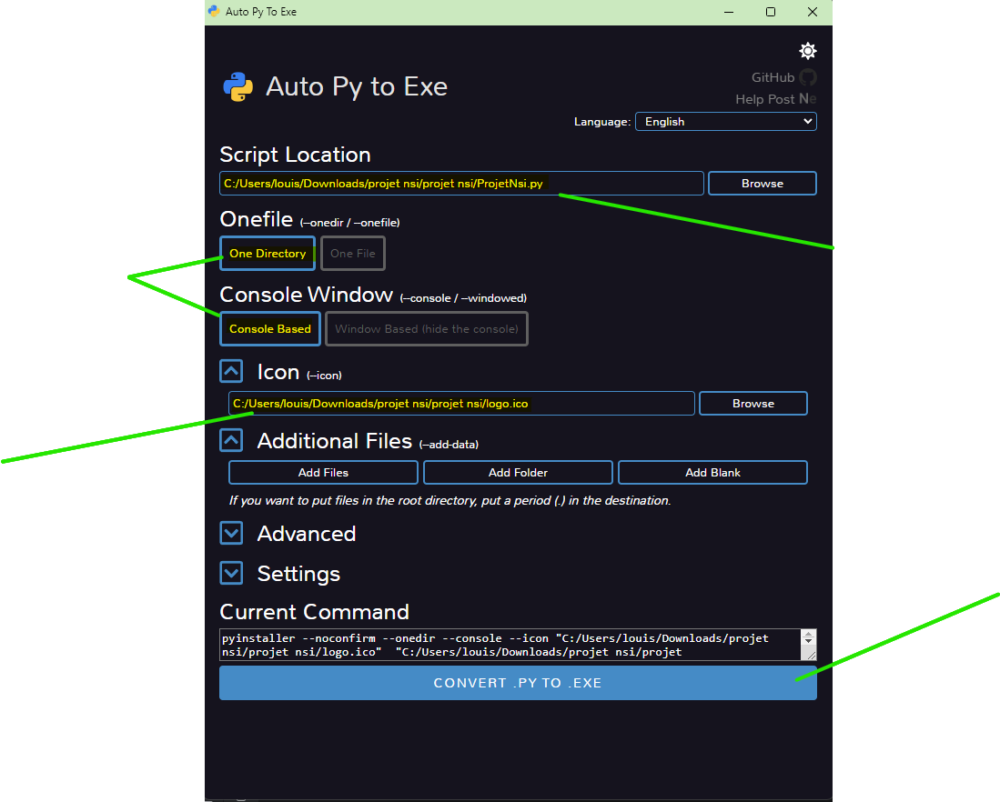 Auto Py To Exe
Auto Py to Exe
GitHub
Help Post Ne
Language: English
Script Location
C:/Users/louis/Downloads/projet nsi/projet nsi/ProjetNsi.py Browse
Onefile (--onedir / --onefile)
One Directory One File
Console Window (--console / --windowed)
Console Based Window Based (hide the console)
Icon (--icon)
C:/Users/louis/Downloads/projet nsi/projet nsi/logo.ico Browse
Additional Files (--add-data)
Add Files Add Folder Add Blank
If you want to put files in the root directory, put a period (.) in the destination.
Advanced
Settings
Current Command
pyinstaller --noconfirm --onedir --console --icon "C:/Users/louis/Downloads/projet
nsi/projet nsi/logo.ico"  "C:/Users/louis/Downloads/projet nsi/projet
CONVERT .PY TO .EXE